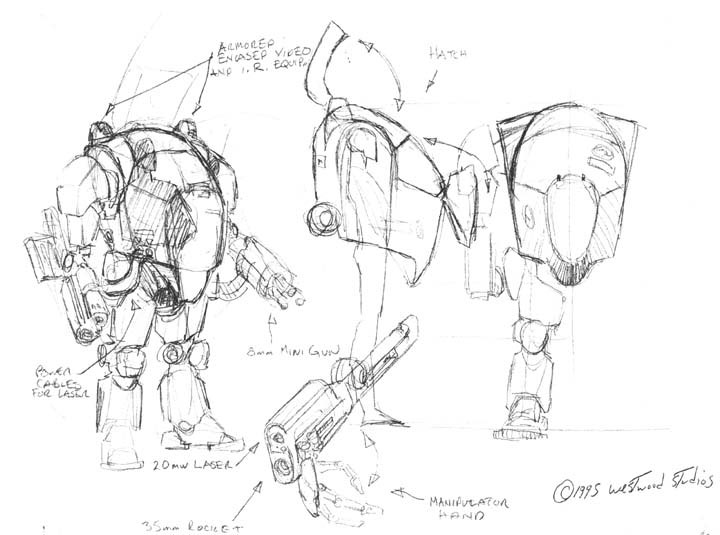 ARMORED
ENCASED VIDEO
AND I.R. EQUIP.
HATCH
8mm MINI GUN
POWER
CABLES
FOR LASER
20MW LASER
35mm ROCKET
MANIPULATOR
HAND
©1995 Westwood Studios